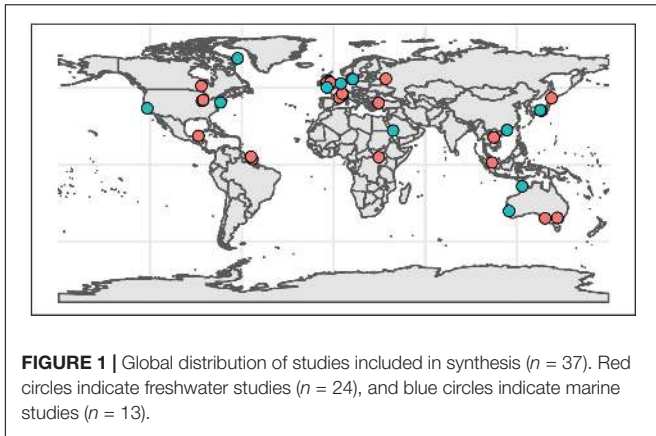 FIGURE 1 | Global distribution of studies included in synthesis (n = 37). Red
circles indicate freshwater studies (n = 24), and blue circles indicate marine
studies (n = 13).